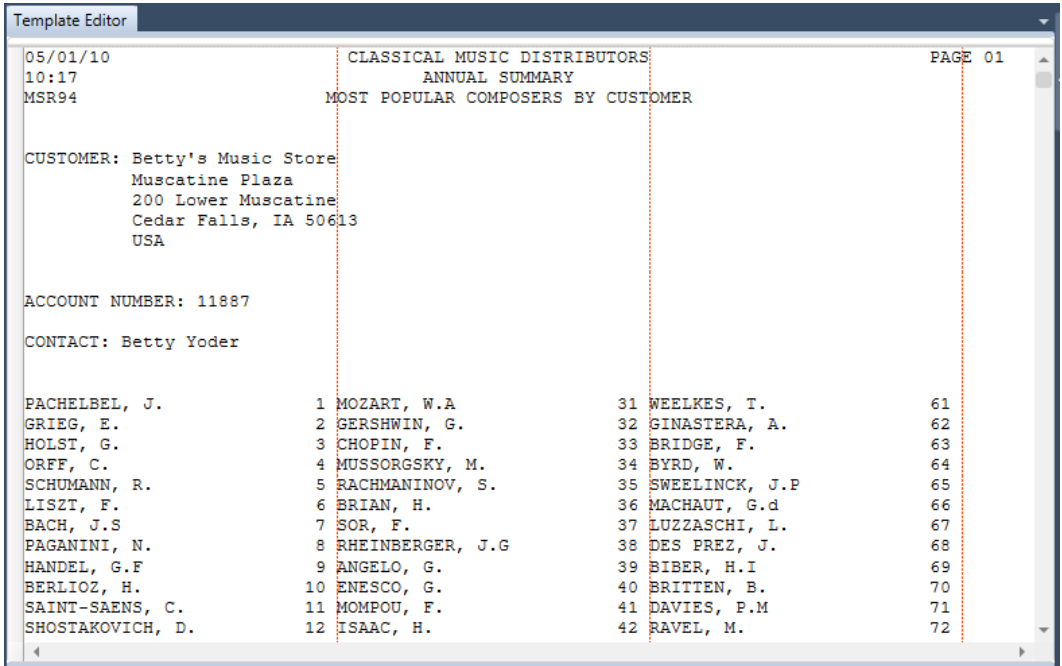 Template Editor
05/01/10 CLASSICAL MUSIC DISTRIBUTORS PAGE 01
10:17 ANNUAL SUMMARY
MSR94 MOST POPULAR COMPOSERS BY CUSTOMER
CUSTOMER: Betty's Music Store
Muscatine Plaza
200 Lower Muscatine
Cedar Falls, IA 50613
USA
ACCOUNT NUMBER: 11887
CONTACT: Betty Yoder
PACHELBEL, J. 1 MOZART, W.A 31 WEELKES, T. 61
GRIEG, E. 2 GERSHWIN, G. 32 GINASTERA, A. 62
HOLST, G. 3 CHOPIN, F. 33 BRIDGE, F. 63
ORFF, C. 4 MUSSORGSKY, M. 34 BYRD, W. 64
SCHUMANN, R. 5 RACHMANINOV, S. 35 SWEELINCK, J.P 65
LISZT, F. 6 BRIAN, H. 36 MACHAUT, G.d 66
BACH, J.S 7 SOR, F. 37 LUZZASCHI, L. 67
PAGANINI, N. 8 RHEINBERGER, J.G 38 DES PREZ, J. 68
HANDEL, G.F 9 ANGELO, G. 39 BIBER, H.I 69
BERLIOZ, H. 10 ENESCO, G. 40 BRITTEN, B. 70
SAINT-SAENS, C. 11 MOMPOU, F. 41 DAVIES, P.M 71
SHOSTAKOVICH, D. 12 ISAAC, H. 42 RAVEL, M. 72